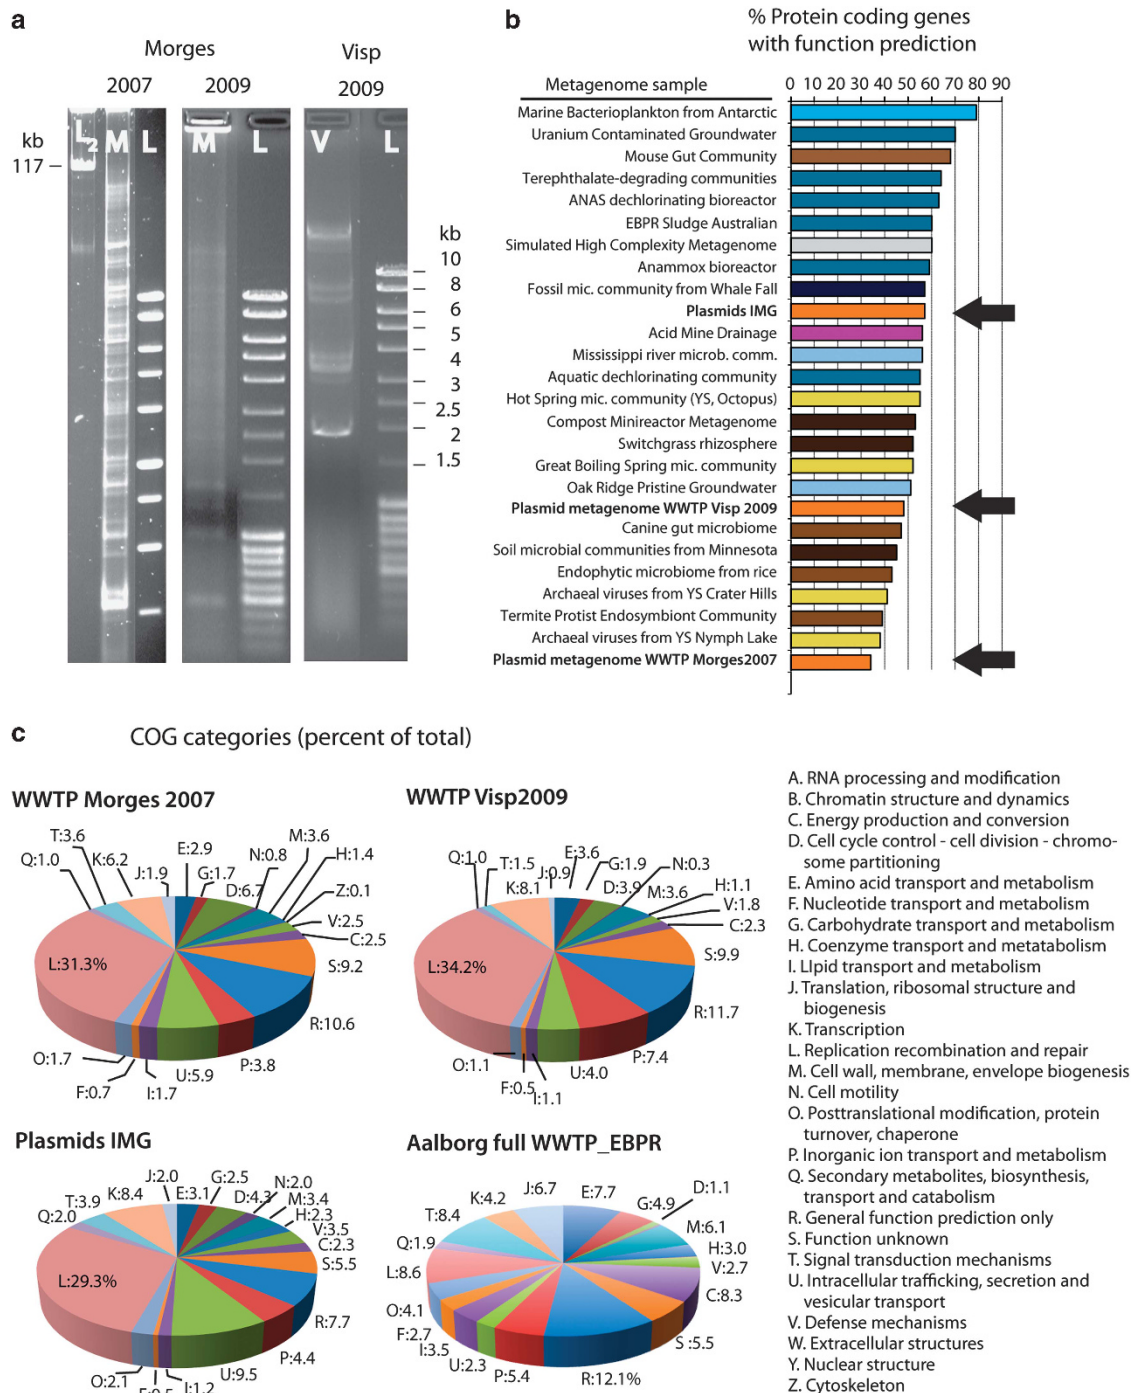 a
Morges
Visp
2007
2009
2009
kb
L2
M
L
M
L
V
L
117
kb
10
8
6
5
4
3
2.5
2
1.5
b
% Protein coding genes
with function prediction
Metagenome sample
0 10 20 30 40 50 60 70 80 90
Marine Bacterioplankton from Antarctic
Uranium Contaminated Groundwater
Mouse Gut Community
Terephthalate-degrading communities
ANAS dechlorinating bioreactor
EBPR Sludge Australian
Simulated High Complexity Metagenome
Anammox bioreactor
Fossil mic. community from Whale Fall
Plasmids IMG
Acid Mine Drainage
Mississippi river microb. comm.
Aquatic dechlorinating community
Hot Spring mic. community (YS, Octopus)
Compost Minireactor Metagenome
Switchgrass rhizosphere
Great Boiling Spring mic. community
Oak Ridge Pristine Groundwater
Plasmid metagenome WWTP Visp 2009
Canine gut microbiome
Soil microbial communities from Minnesota
Endophytic microbiome from rice
Archaeal viruses from YS Crater Hills
Termite Protist Endosymbiont Community
Archaeal viruses from YS Nymph Lake
Plasmid metagenome WWTP Morges2007
c
COG categories (percent of total)
WWTP Morges 2007
T:3.6
Q:1.0
K:6.2
J:1.9
E:2.9
G:1.7
D:6.7
N:0.8
M:3.6
H:1.4
Z:0.1
V:2.5
C:2.5
S:9.2
R:10.6
P:3.8
U:5.9
I:1.7
F:0.7
O:1.7
L:31.3%
WWTP Visp2009
Q:1.0
T:1.5
K:8.1
J:0.9
E:3.6
G:1.9
D:3.9
N:0.3
M:3.6
H:1.1
V:1.8
C:2.3
S:9.9
R:11.7
P:7.4
U:4.0
I:1.1
F:0.5
O:1.1
L:34.2%
Plasmids IMG
Q:2.0
T:3.9
K:8.4
J:2.0
E:3.1
G:2.5
D:4.3
N:2.0
M:3.4
H:2.3
V:3.5
C:2.3
S:5.5
R:7.7
P:4.4
U:9.5
I:1.2
F:0.5
O:2.1
L:29.3%
Aalborg full WWTP_EBPR
Q:1.9
T:8.4
K:4.2
J:6.7
E:7.7
G:4.9
D:1.1
M:6.1
H:3.0
V:2.7
C:8.3
S :5.5
R:12.1%
P:5.4
U:2.3
I:3.5
F:2.7
O:4.1
L:8.6
A. RNA processing and modification
B. Chromatin structure and dynamics
C. Energy production and conversion
D. Cell cycle control - cell division - chromo-
some partitioning
E. Amino acid transport and metabolism
F. Nucleotide transport and metabolism
G. Carbohydrate transport and metabolism
H. Coenzyme transport and metatabolism
I. LIpid transport and metabolism
J. Translation, ribosomal structure and
biogenesis
K. Transcription
L. Replication recombination and repair
M. Cell wall, membrane, envelope biogenesis
N. Cell motility
O. Posttranslational modification, protein
turnover, chaperone
P. Inorganic ion transport and metabolism
Q. Secondary metabolites, biosynthesis,
transport and catabolism
R. General function prediction only
S. Function unknown
T. Signal transduction mechanisms
U. Intracellular trafficking, secretion and
vesicular transport
V. Defense mechanisms
W. Extracellular structures
Y. Nuclear structure
Z. Cytoskeleton